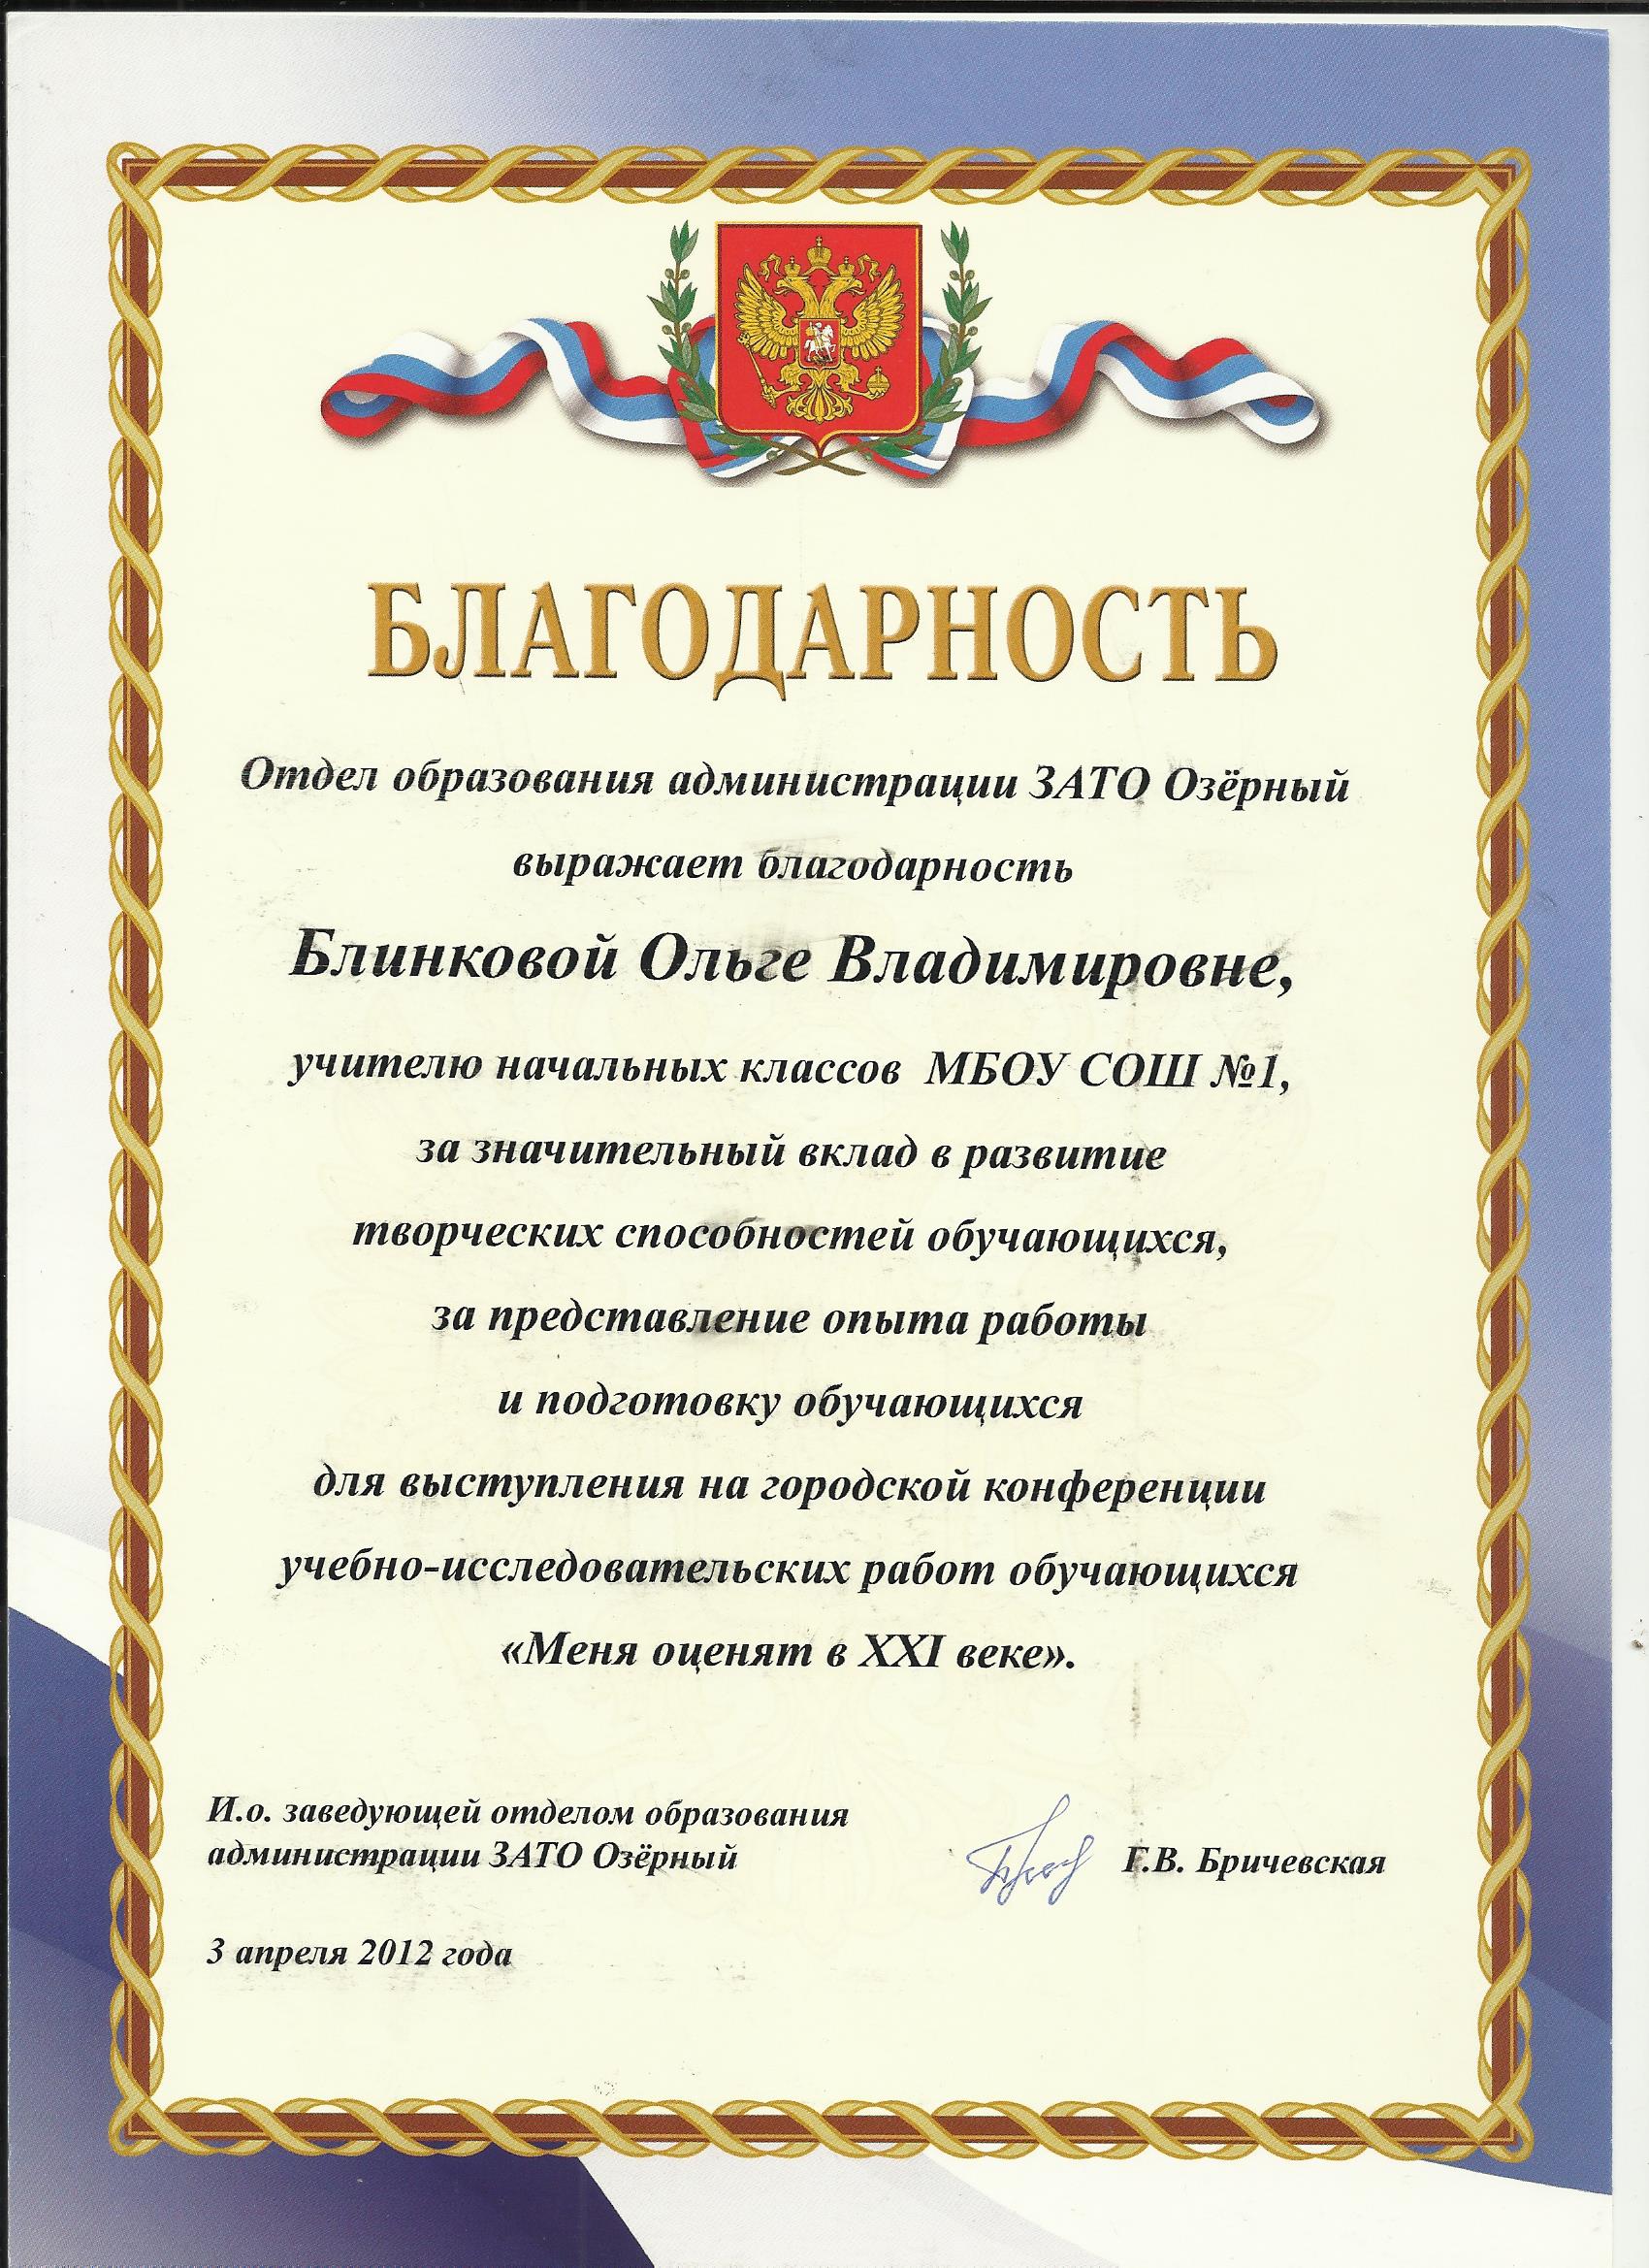 БЛАГОДАРНОСТЬ
Отдел образования администрации ЗАТО Озёрный
выражает благодарность
Блинковой Ольге Владимировне,
учителю начальных классов МБОУ СОШ №1,
за значительный вклад в развитие
творческих способностей обучающихся,
за представление опыта работы
и подготовку обучающихся
для выступления на городской конференции
учебно-исследовательских работ обучающихся
«Меня оценят в XXI веке».
И.о. заведующей отделом образования
администрации ЗАТО Озёрный
Г.В. Бричевская
3 апреля 2012 года